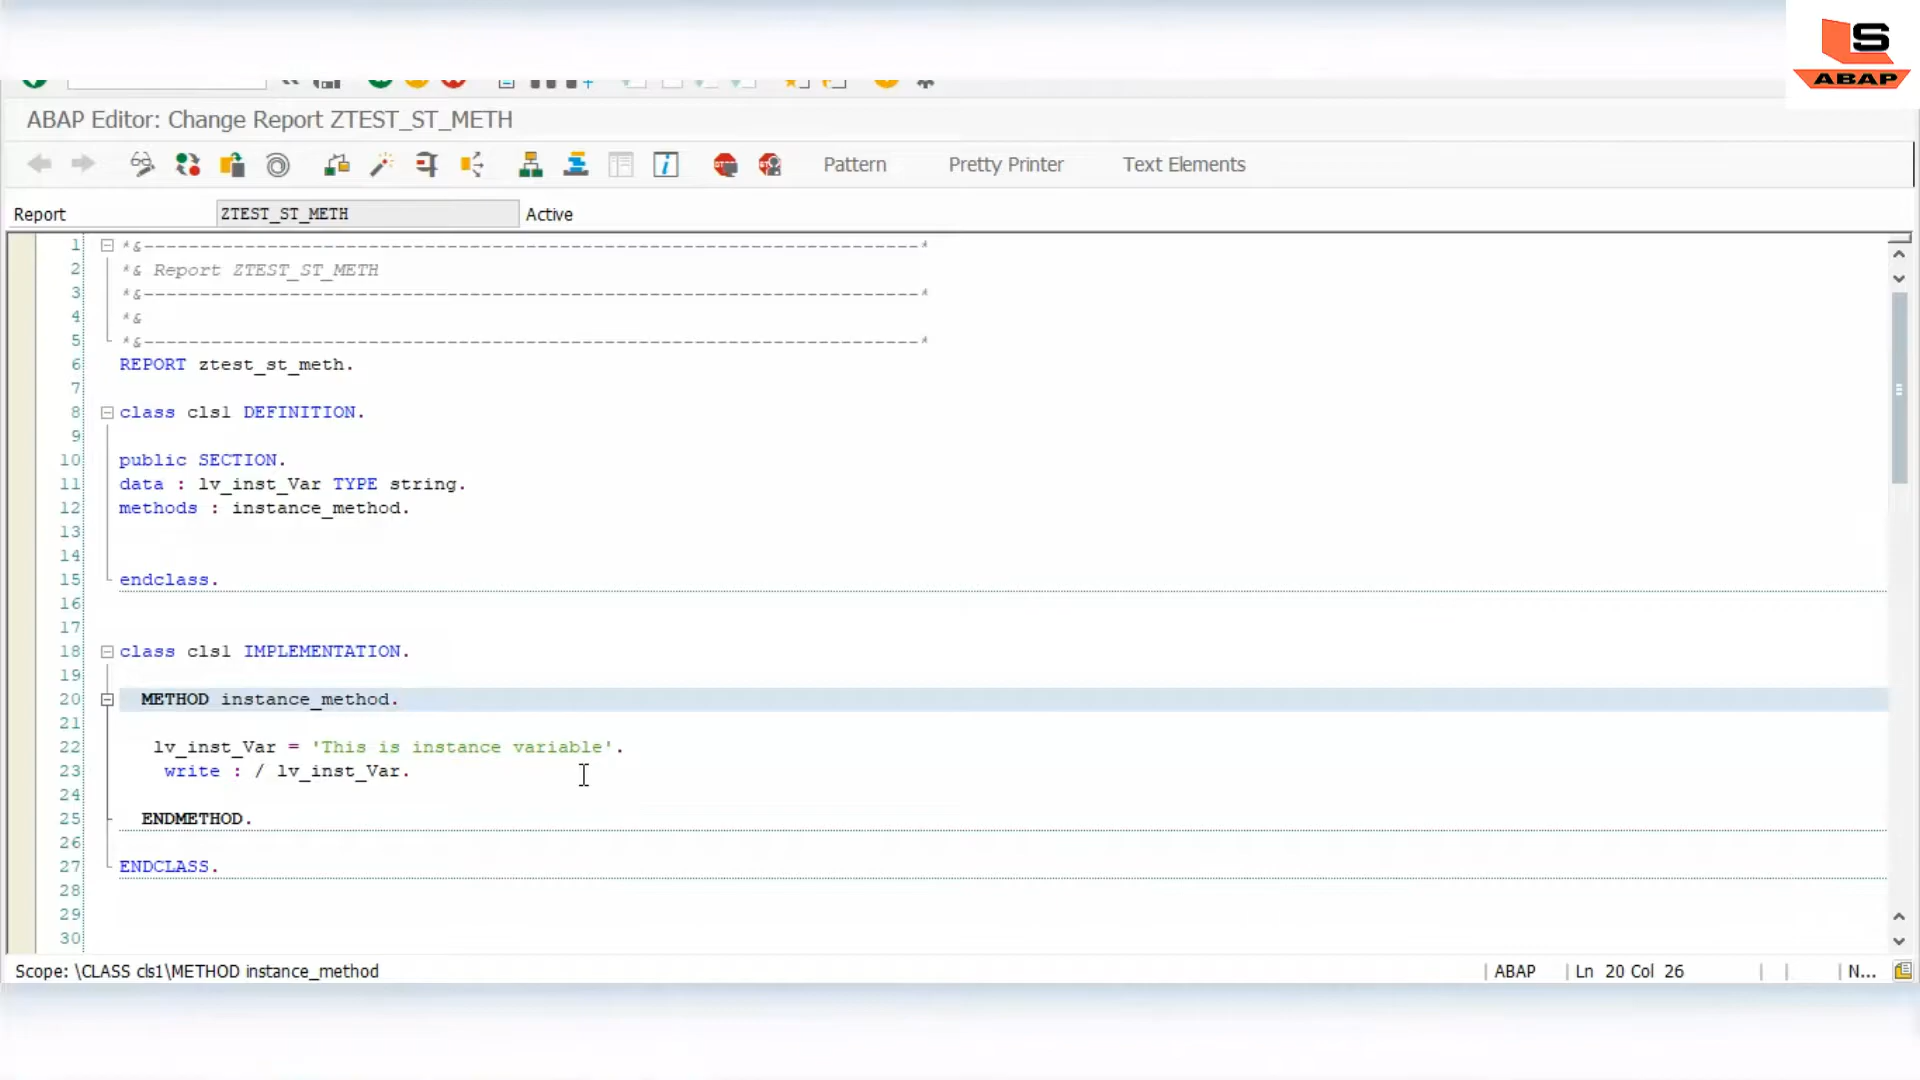 S
ABAP
ABAP Editor: Change Report ZTEST_ST_METH
Pattern Pretty Printer Text Elements
Report ZTEST_ST_METH Active
1 *&---------------------------------------------------------------------*
2 *& Report ZTEST_ST_METH
3 *&---------------------------------------------------------------------*
4 *&
5 *&---------------------------------------------------------------------*
6 REPORT ztest_st_meth.
7
8 class cls1 DEFINITION.
9
10 public SECTION.
11 data : lv_inst_Var TYPE string.
12 methods : instance_method.
13
14
15 endclass.
16
17
18 class cls1 IMPLEMENTATION.
19
20 METHOD instance_method.
21
22 lv_inst_Var = 'This is instance variable'.
23 write : / lv_inst_Var.
24
25 ENDMETHOD.
26
27 ENDCLASS.
28
29
30
Scope: \CLASS cls1\METHOD instance_method ABAP Ln 20 Col 26 N...